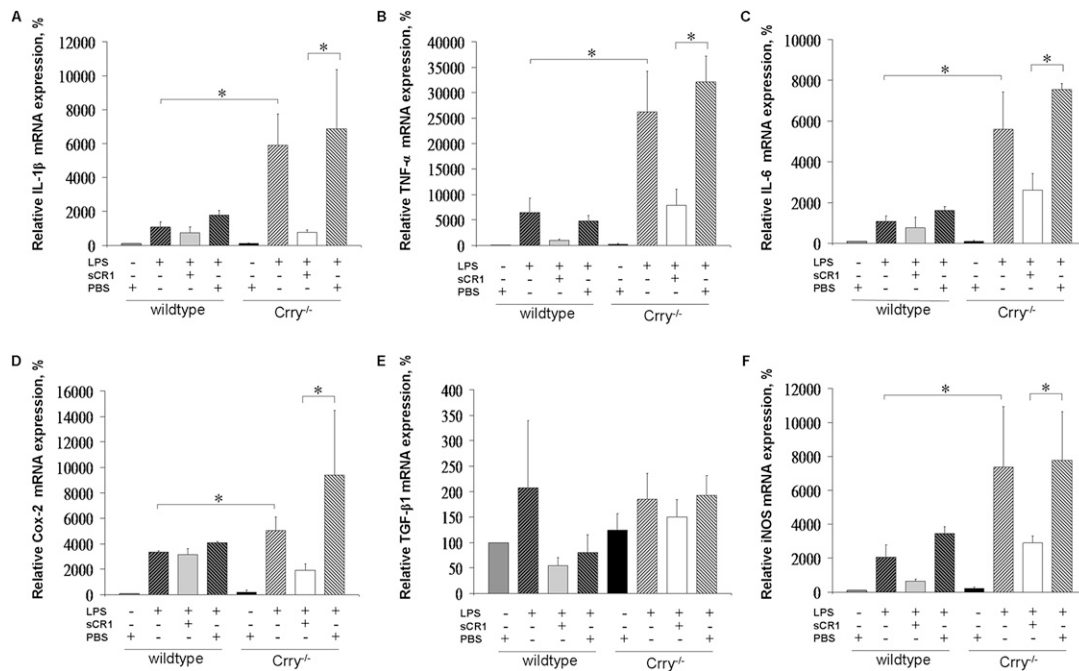 A
Relative IL-1β mRNA expression, %
12000
10000
8000
6000
4000
2000
0
*
*
LPS - + + + - + + +
sCR1 - - + - - - + -
PBS + - - + + - - +
wildtype Crry-/-
B
Relative TNF-α mRNA expression, %
40000
35000
30000
25000
20000
15000
10000
5000
0
*
*
LPS - + + + - + + +
sCR1 - - + - - - + -
PBS + - - + + - - +
wildtype Crry-/-
C
Relative IL-6 mRNA expression, %
10000
8000
6000
4000
2000
0
*
*
LPS - + + + - + + +
sCR1 - - + - - - + -
PBS + - - + + - - +
wildtype Crry-/-
D
Relative Cox-2 mRNA expression, %
16000
14000
12000
10000
8000
6000
4000
2000
0
*
*
LPS - + + + - + + +
sCR1 - - + - - - + -
PBS + - - + + - - +
wildtype Crry-/-
E
Relative TGF-β1 mRNA expression, %
400
350
300
250
200
150
100
50
0
LPS - + + + - + + +
sCR1 - - + - - - + -
PBS + - - + + - - +
wildtype Crry-/-
F
Relative iNOS mRNA expression, %
12000
10000
8000
6000
4000
2000
0
*
*
LPS - + + + - + + +
sCR1 - - + - - - + -
PBS + - - + + - - +
wildtype Crry-/-